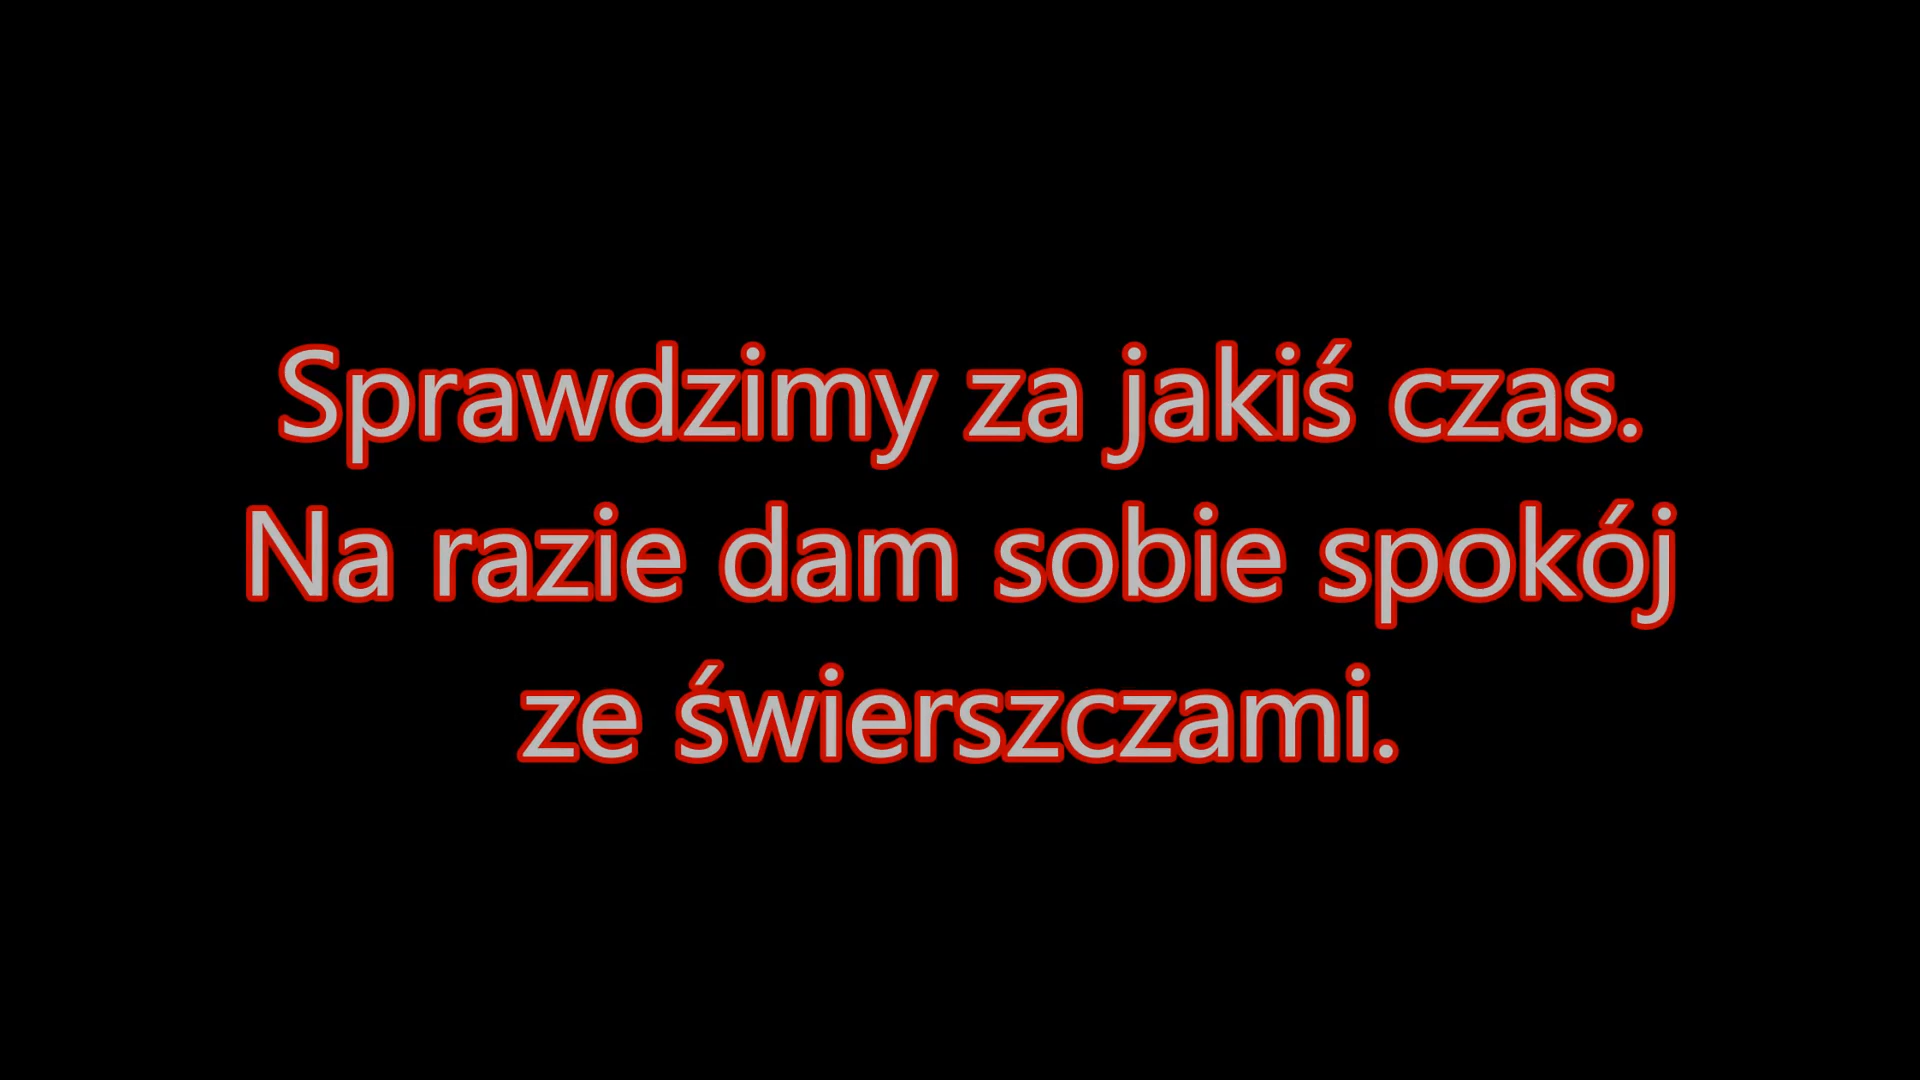 Sprawdzimy za jakiś czas.
Na razie dam sobie spokój
ze świerszczami.